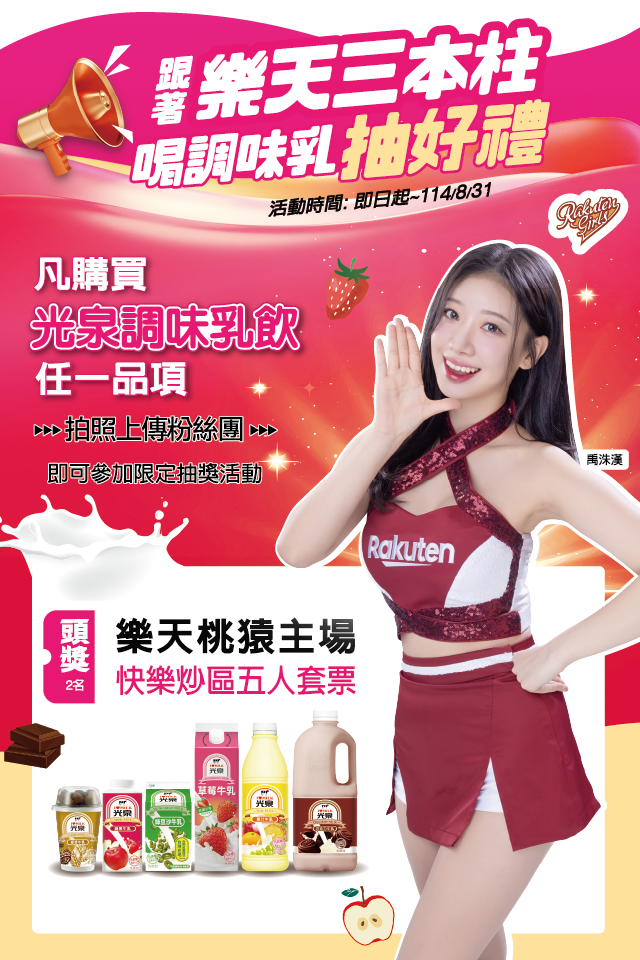 跟著 樂天三本柱
喝調味乳 抽好禮
活動時間: 即日起~114/8/31
Rakuten Girls
凡購買
光泉調味乳飲
任一品項
拍照上傳粉絲團
即可參加限定抽獎活動
禹洙漢
Rakuten
頭獎
2名
樂天桃猿主場
快樂炒區五人套票
光泉
光泉
光泉
光泉
草莓牛乳
光泉
光泉